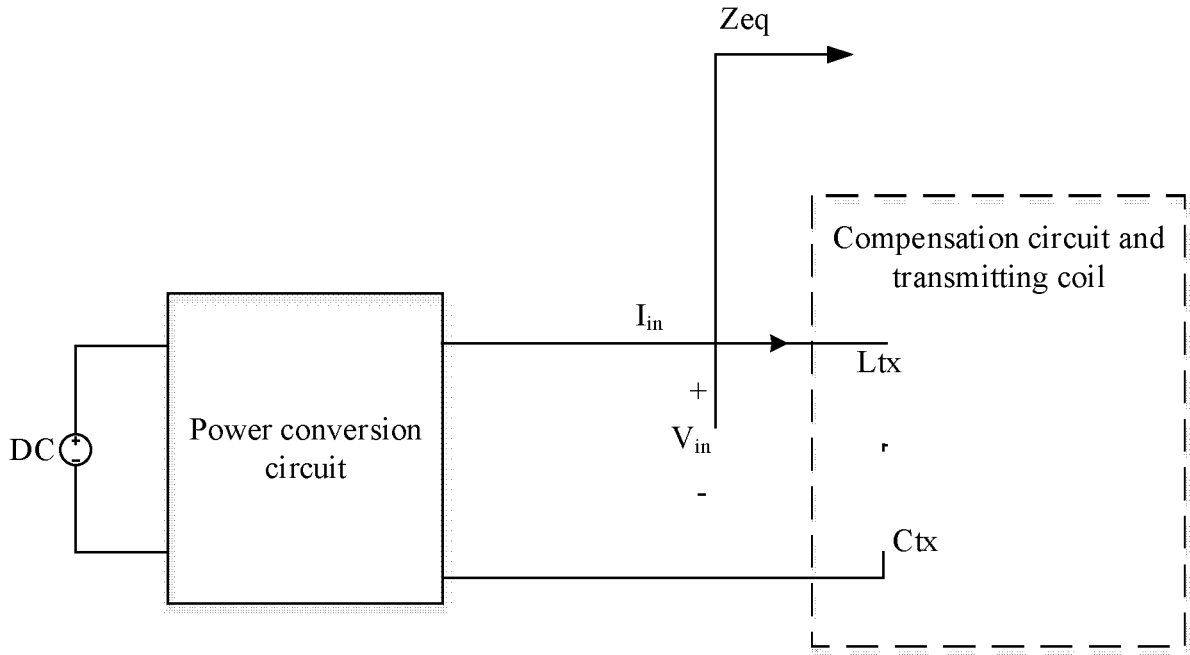 Zeq
Compensation circuit and
transmitting coil
Iin
Ltx
+
DC
Power conversion
circuit
Vin
-
Ctx